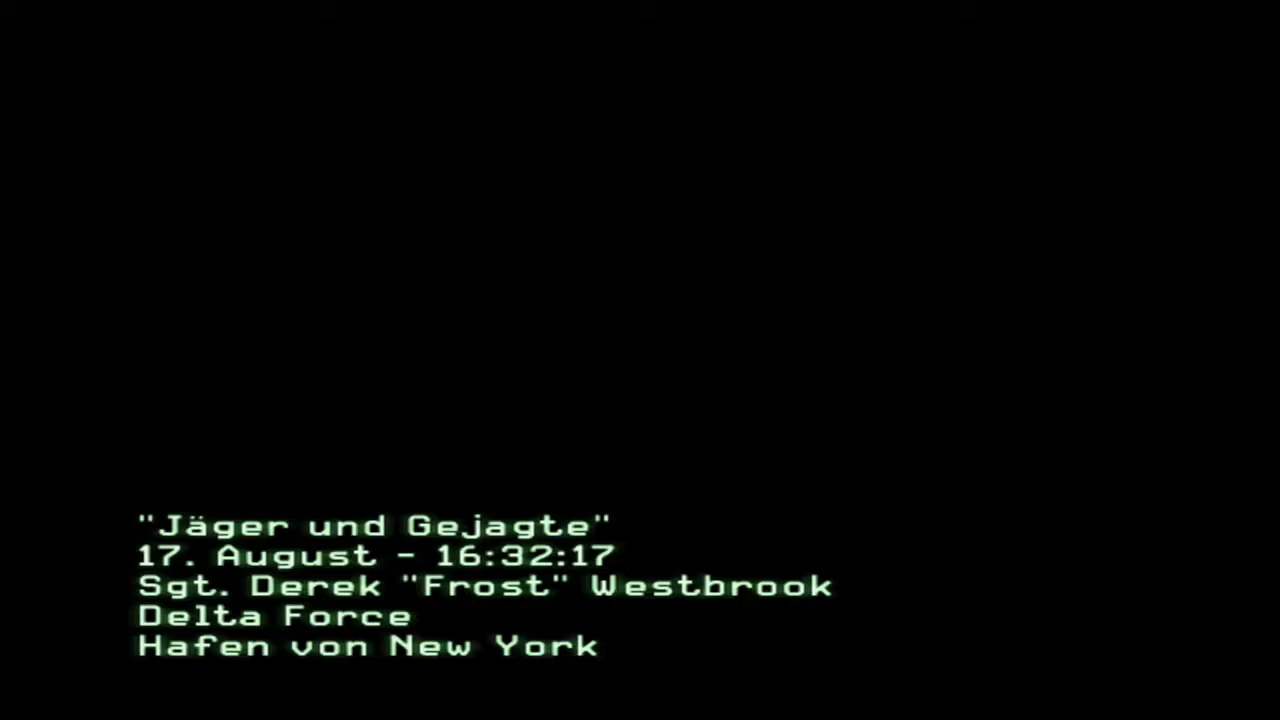 "Jäger und Gejagte"
17. August - 16:32:17
Sgt. Derek "Frost" Westbrook
Delta Force
Hafen von New York